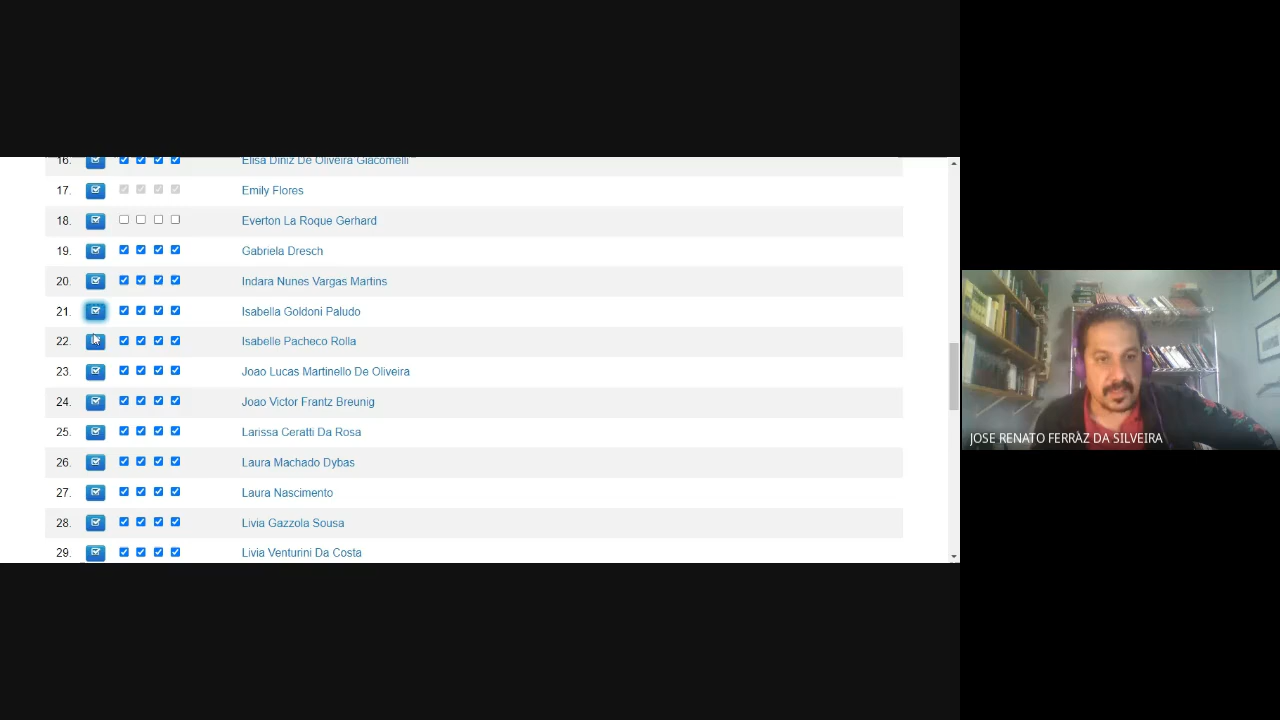 16. Elisa Diniz De Oliveira Giacomelli
17. Emily Flores
18. Everton La Roque Gerhard
19. Gabriela Dresch
20. Indara Nunes Vargas Martins
21. Isabella Goldoni Paludo
22. Isabelle Pacheco Rolla
23. Joao Lucas Martinello De Oliveira
24. Joao Victor Frantz Breunig
25. Larissa Ceratti Da Rosa
26. Laura Machado Dybas
27. Laura Nascimento
28. Livia Gazzola Sousa
29. Livia Venturini Da Costa
JOSE RENATO FERRAZ DA SILVEIRA